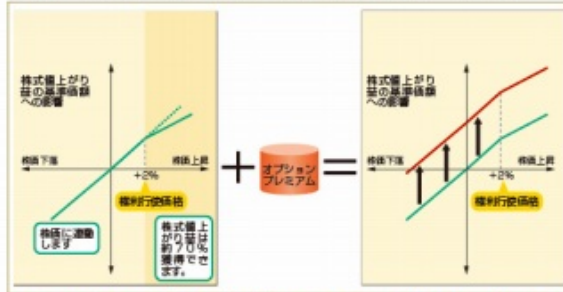 株式値上がり
益の基準価額
への影響
株価下落
株価上昇
+2%
権利行使価格
株価に連動
します
株式値上
がり益は
約70%
獲得でき
ます。
+
オプション
プレミアム
=
株式値上がり
益の基準価額
への影響
株価下落
株価上昇
+2%
権利行使価格